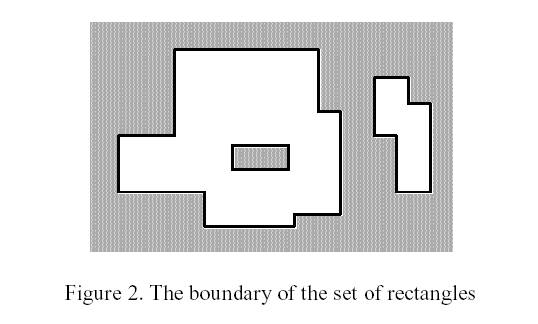 Figure 2. The boundary of the set of rectangles